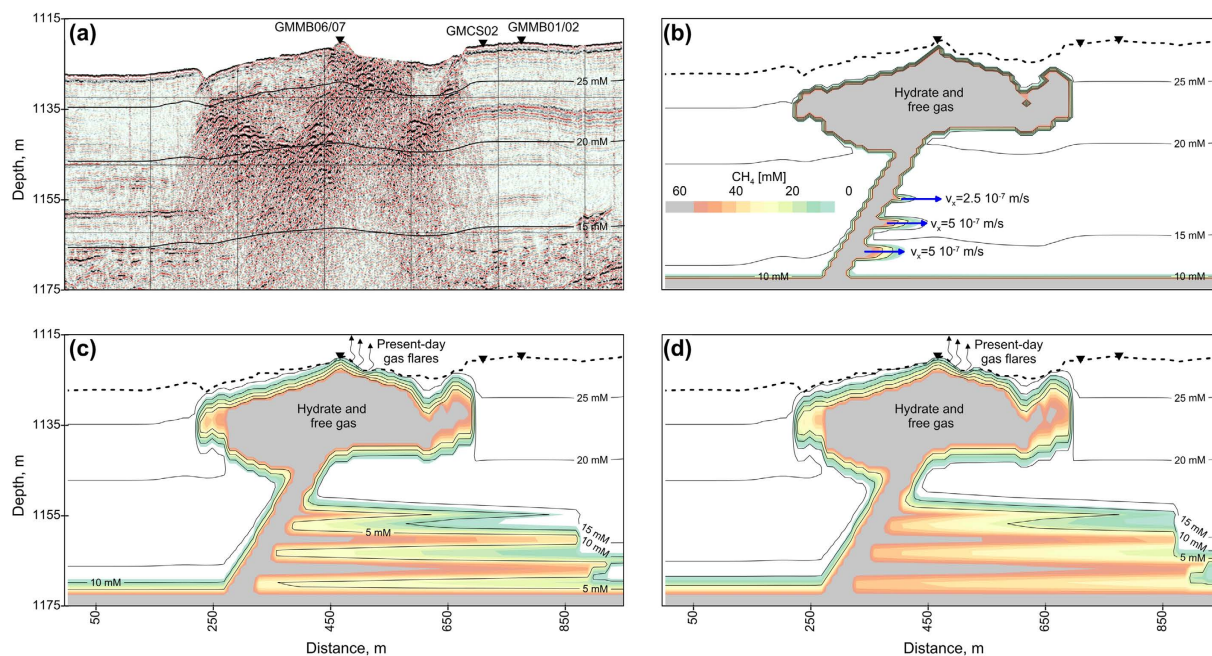 (a)
GMMB06/07
GMCS02
GMMB01/02
1115
1135
1155
1175
Depth, m
25 mM
20 mM
15 mM
(b)
Hydrate and
free gas
25 mM
20 mM
15 mM
10 mM
10 mM
CH4 [mM]
60 40 20 0
vx=2.5 10-7 m/s
vx=5 10-7 m/s
vx=5 10-7 m/s
(c)
Present-day
gas flares
Hydrate and
free gas
1115
1135
1155
1175
Depth, m
25 mM
20 mM
15 mM
10 mM
5 mM
5 mM
10 mM
50 250 450 650 850
Distance, m
(d)
Present-day
gas flares
Hydrate and
free gas
25 mM
20 mM
15 mM
10 mM
5 mM
50 250 450 650 850
Distance, m